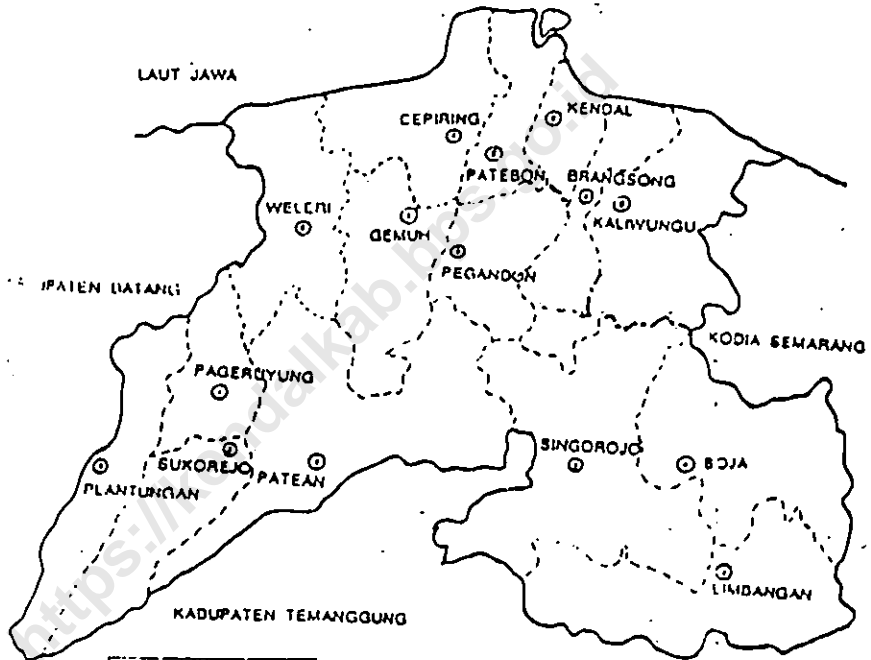 LAUT JAWA
KENDAL
CEPIRING
PATEBON
BRANGSONG
WELERI
GEMUH
KALIWUNGU
PEGANDON
KODIA SEMARANG
PAGERUYUNG
SINGOROJO
BOJA
SUKOREJO
PATEAN
PLANTUNGAN
LIMBANGAN
KABUPATEN TEMANGGUNG
https://kendalkab.bps.go.id